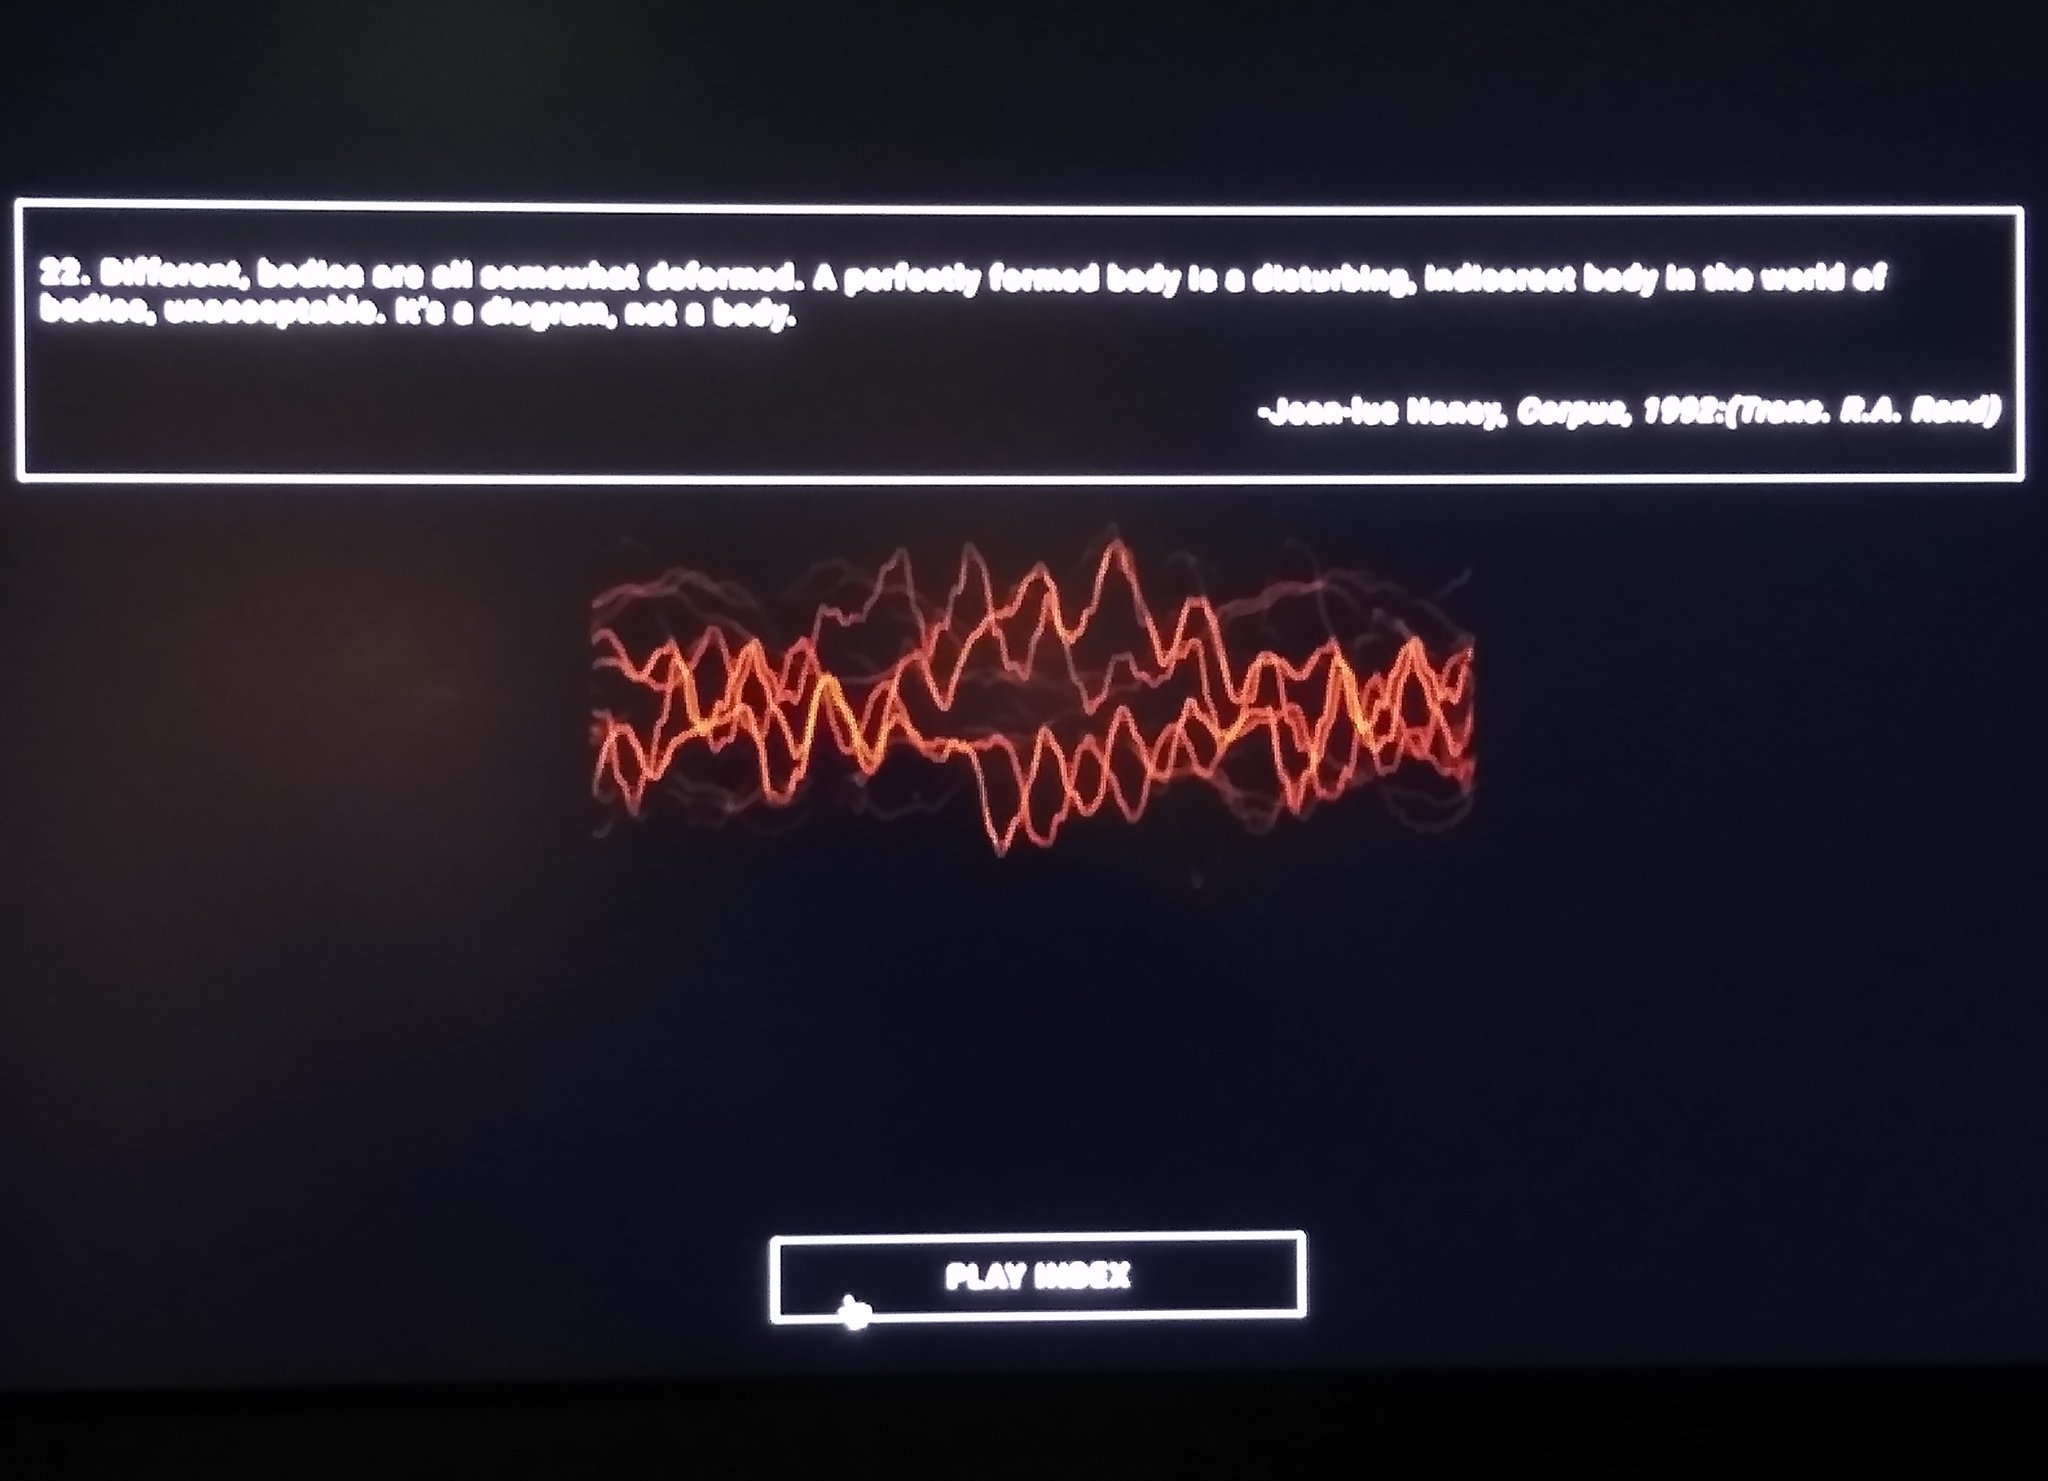 22. Different, bodies are all somewhat deformed. A perfectly formed body is a disturbing, indiscreet body in the world of
bodies, unacceptable. It's a diagram, not a body.
-Jean-luc Nancy, Corpus, 1992:(Trans. R.A. Rand)
PLAY INDEX